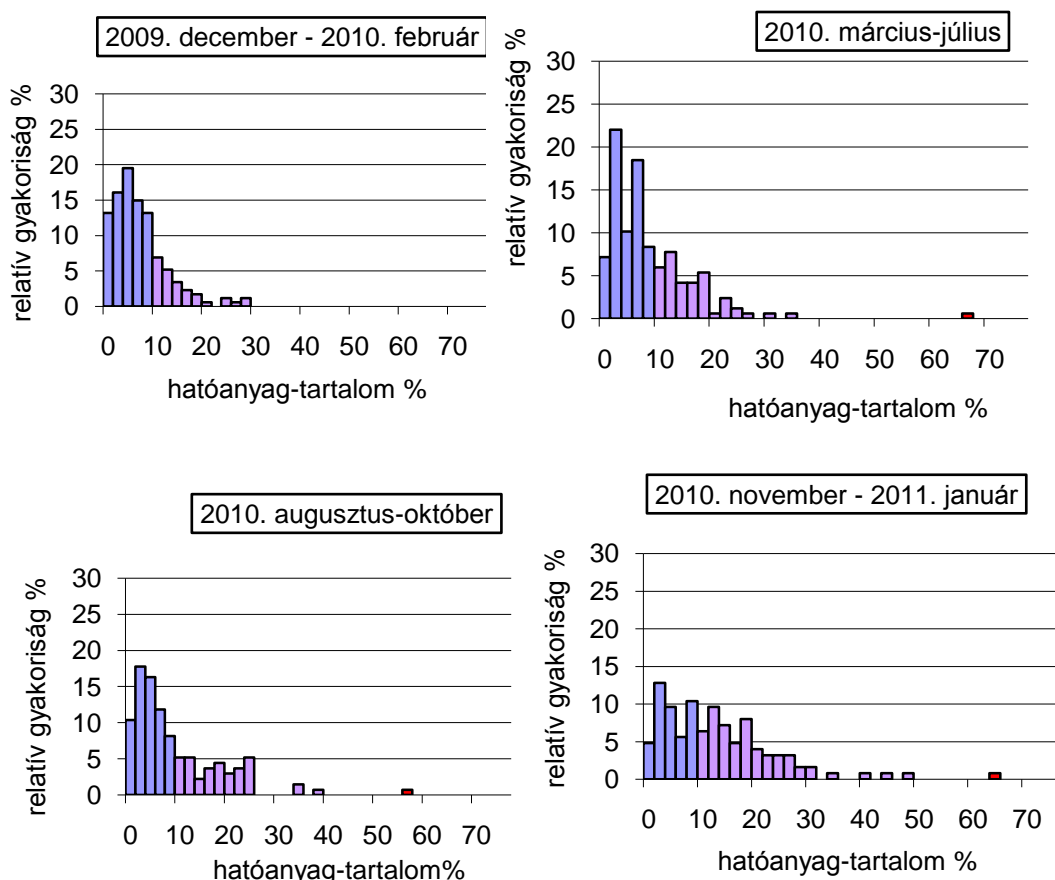 2009. december - 2010. február
relatív gyakoriság %
30
25
20
15
10
5
0
0 10 20 30 40 50 60 70
hatóanyag-tartalom %
2010. március-július
relatív gyakoriság %
30
25
20
15
10
5
0
0 10 20 30 40 50 60 70
hatóanyag-tartalom %
2010. augusztus-október
relatív gyakoriság %
30
25
20
15
10
5
0
0 10 20 30 40 50 60 70
hatóanyag-tartalom%
2010. november - 2011. január
relatív gyakoriság %
30
25
20
15
10
5
0
0 10 20 30 40 50 60 70
hatóanyag-tartalom %